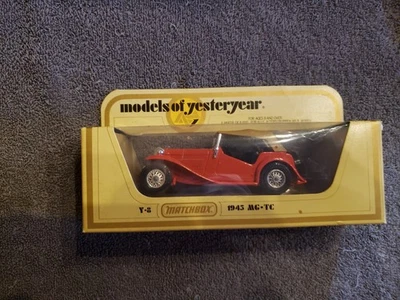 models of yesteryear
Y-8 MATCHBOX 1945 MG·TC